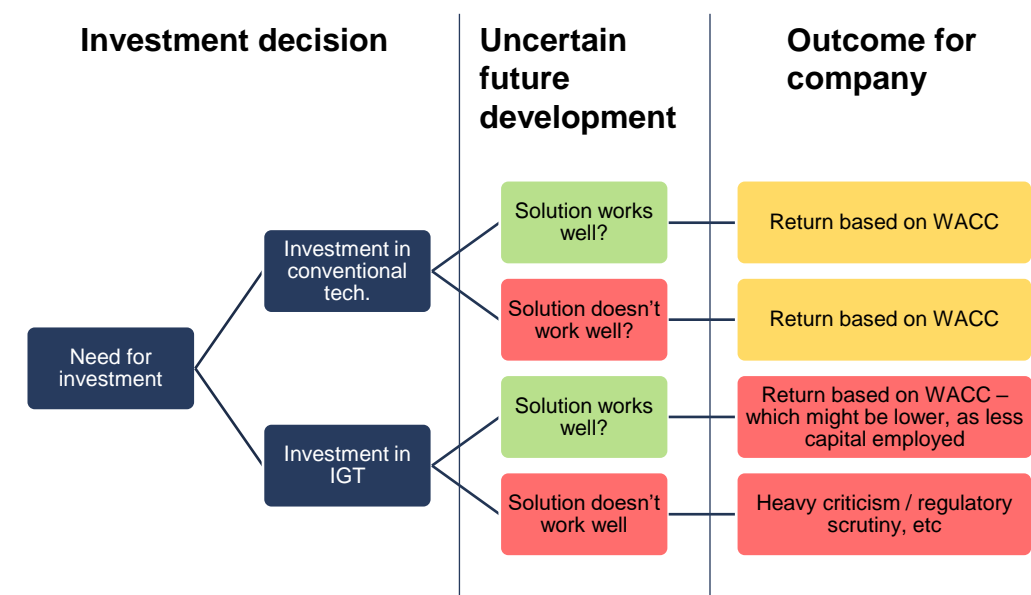 Investment decision
Uncertain
future
development
Outcome for
company
Need for
investment
Investment in
conventional
tech.
Investment in
IGT
Solution works
well?
Solution doesn't
work well?
Solution works
well?
Solution doesn't
work well
Return based on WACC
Return based on WACC
Return based on WACC –
which might be lower, as less
capital employed
Heavy criticism / regulatory
scrutiny, etc